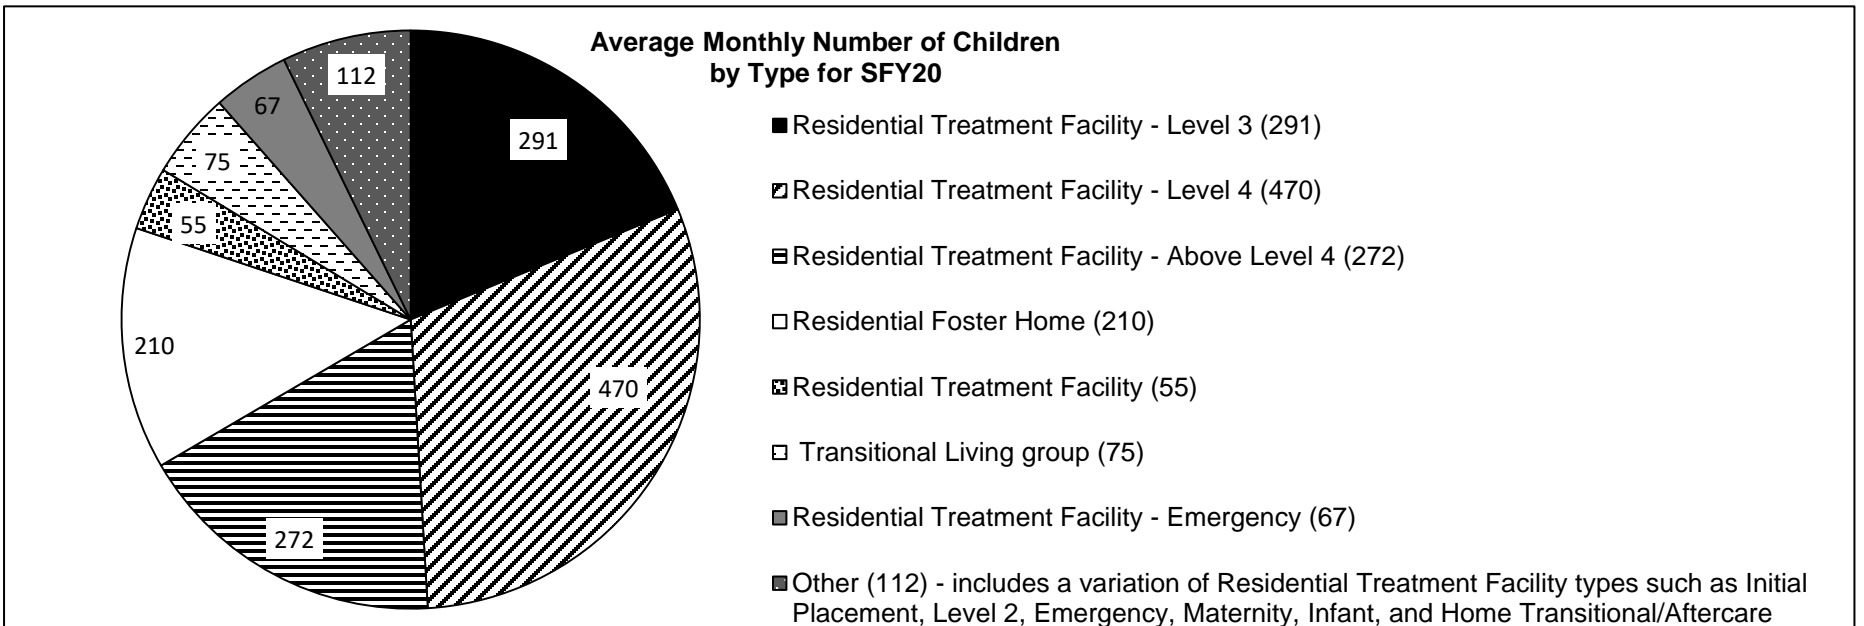 Average Monthly Number of Children
by Type for SFY20
291
470
272
210
55
75
67
112
Residential Treatment Facility - Level 3 (291)
Residential Treatment Facility - Level 4 (470)
Residential Treatment Facility - Above Level 4 (272)
Residential Foster Home (210)
Residential Treatment Facility (55)
Transitional Living group (75)
Residential Treatment Facility - Emergency (67)
Other (112) - includes a variation of Residential Treatment Facility types such as Initial
Placement, Level 2, Emergency, Maternity, Infant, and Home Transitional/Aftercare